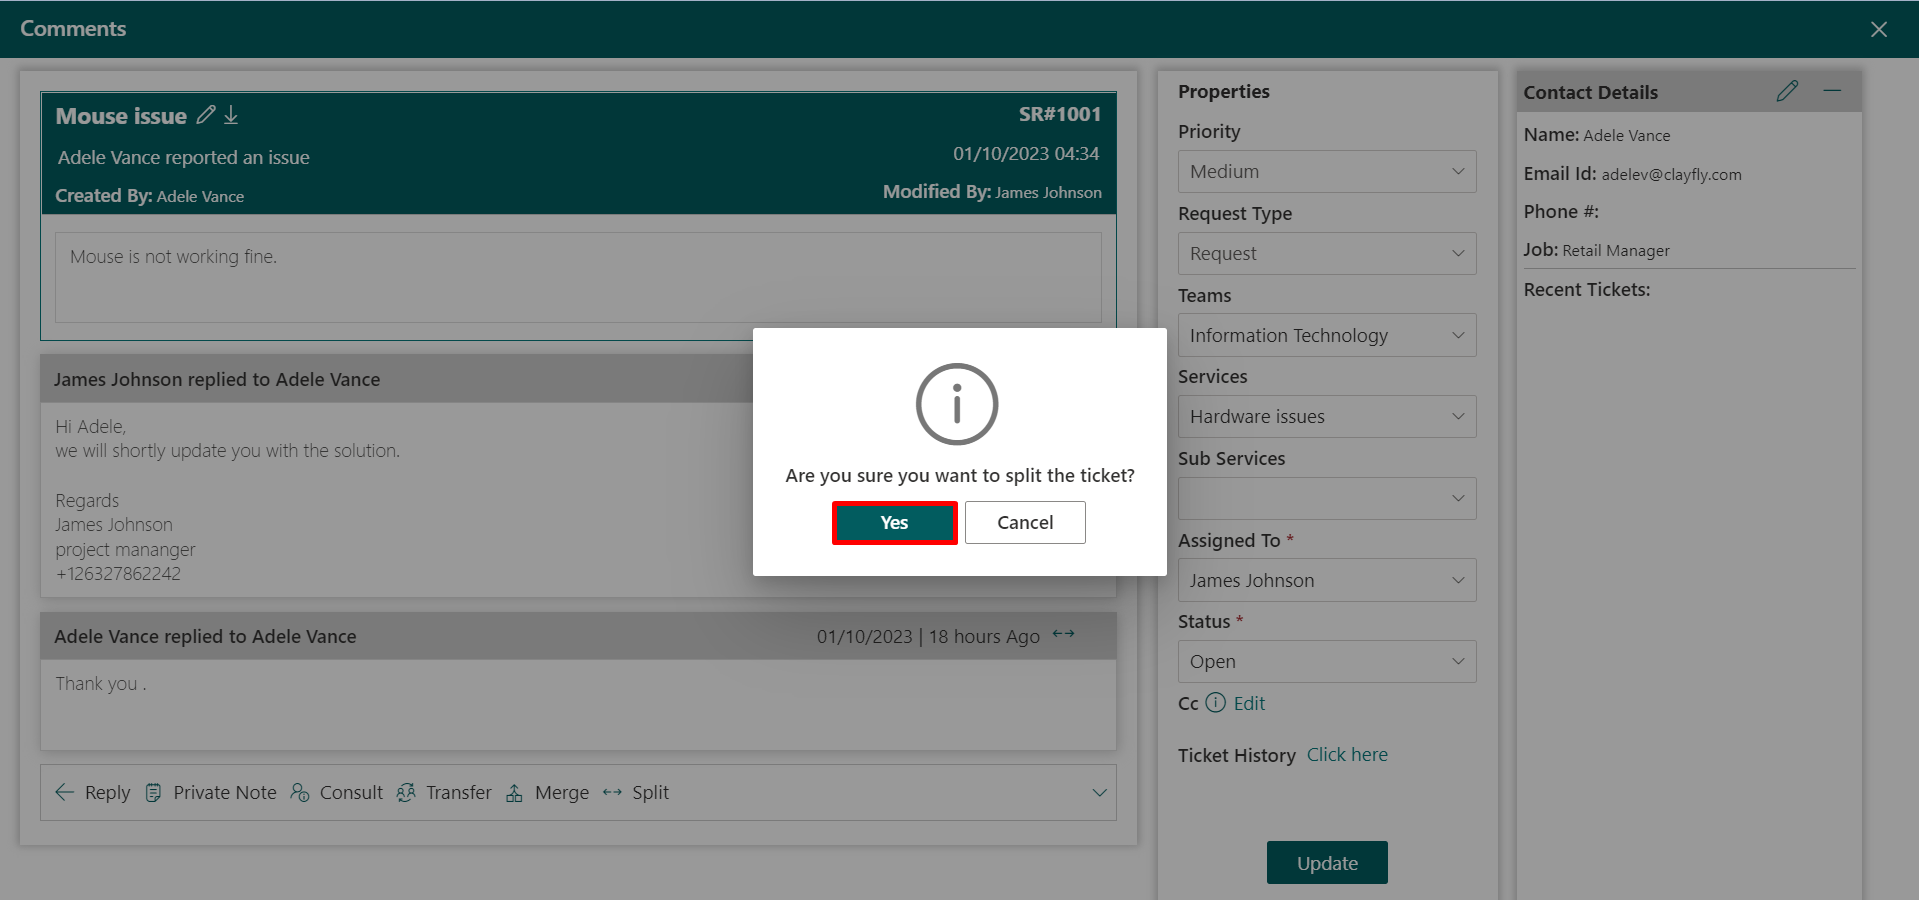 Comments
Mouse issue
SR#1001
Adele Vance reported an issue
01/10/2023 04:34
Created By: Adele Vance
Modified By: James Johnson
Mouse is not working fine.
James Johnson replied to Adele Vance
Hi Adele,
we will shortly update you with the solution.
Regards
James Johnson
project mananger
+126327862242
Adele Vance replied to Adele Vance
01/10/2023 | 18 hours Ago
Thank you .
Reply Private Note Consult Transfer Merge Split
Are you sure you want to split the ticket?
Yes
Cancel
Properties
Priority
Medium
Request Type
Request
Teams
Information Technology
Services
Hardware issues
Sub Services
Assigned To *
James Johnson
Status *
Open
Cc Edit
Ticket History Click here
Update
Contact Details
Name: Adele Vance
Email Id: adelev@clayfly.com
Phone #:
Job: Retail Manager
Recent Tickets: